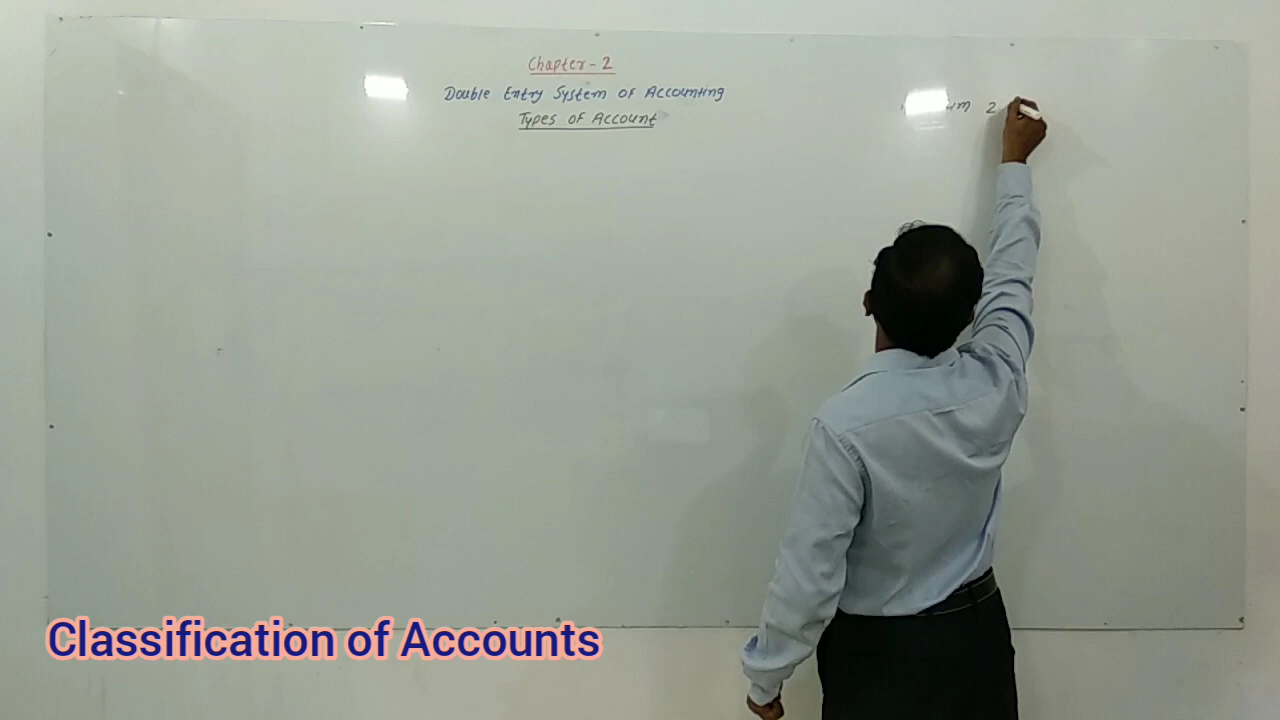 Chapter - 2
Double Entry System of Accounting
Types of Account
2
Classification of Accounts